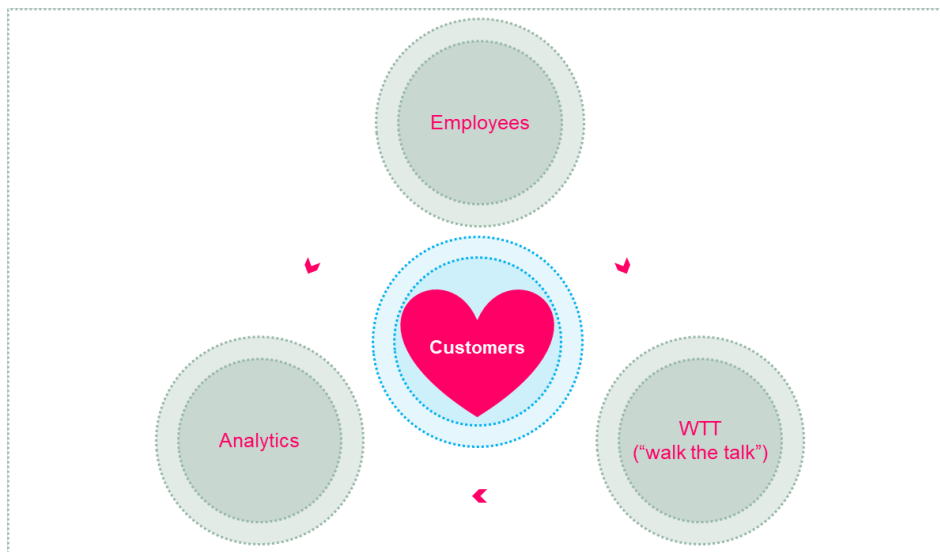 Employees
Customers
Analytics
WTT
(“walk the talk”)